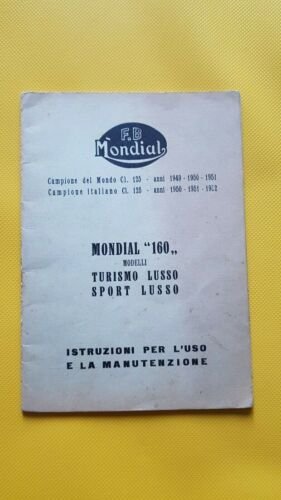 F.B
Mondial
Campione del Mondo Cl. 125 - anni 1949 - 1950 - 1951
Campione italiano Cl. 125 - anni 1950 - 1951 - 1952
MONDIAL "160„
MODELLI
TURISMO LUSSO
SPORT LUSSO
ISTRUZIONI PER L'USO
E LA MANUTENZIONE